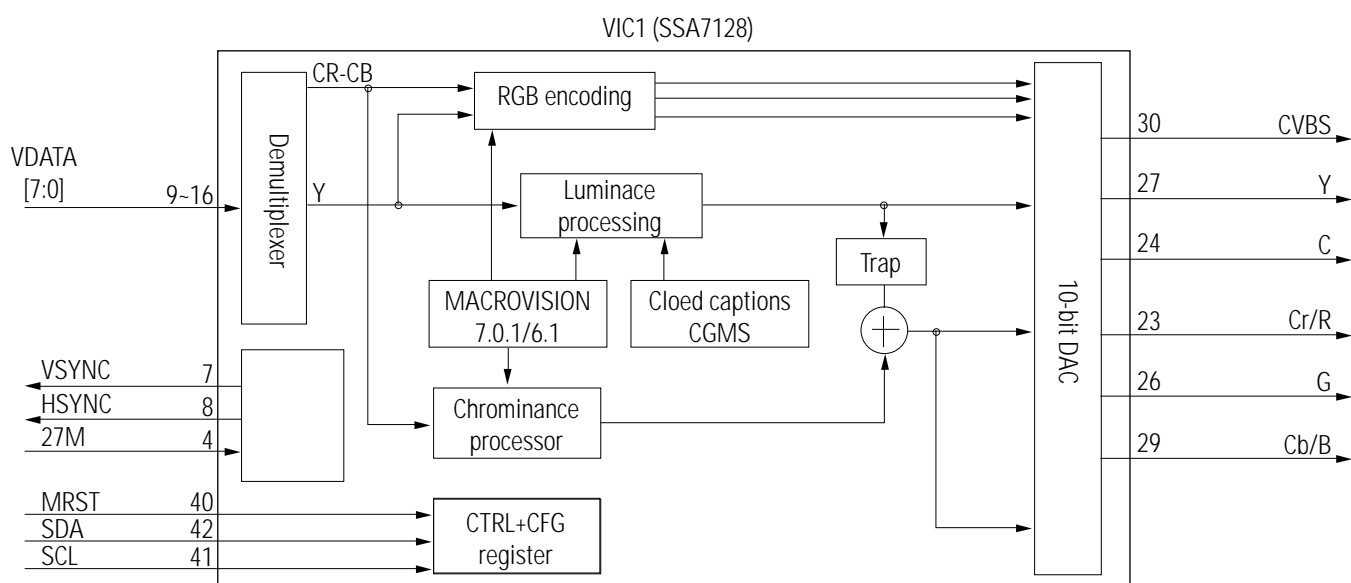 VIC1 (SSA7128)
CR-CB
RGB encoding
Demultiplexer
VDATA
[7:0]
9~16
Y
Luminace
processing
Trap
MACROVISION
7.0.1/6.1
Cloed captions
CGMS
10-bit DAC
30 CVBS
27 Y
24 C
23 Cr/R
26 G
29 Cb/B
VSYNC 7
HSYNC 8
27M 4
Chrominance
processor
MRST 40
SDA 42
SCL 41
CTRL+CFG
register